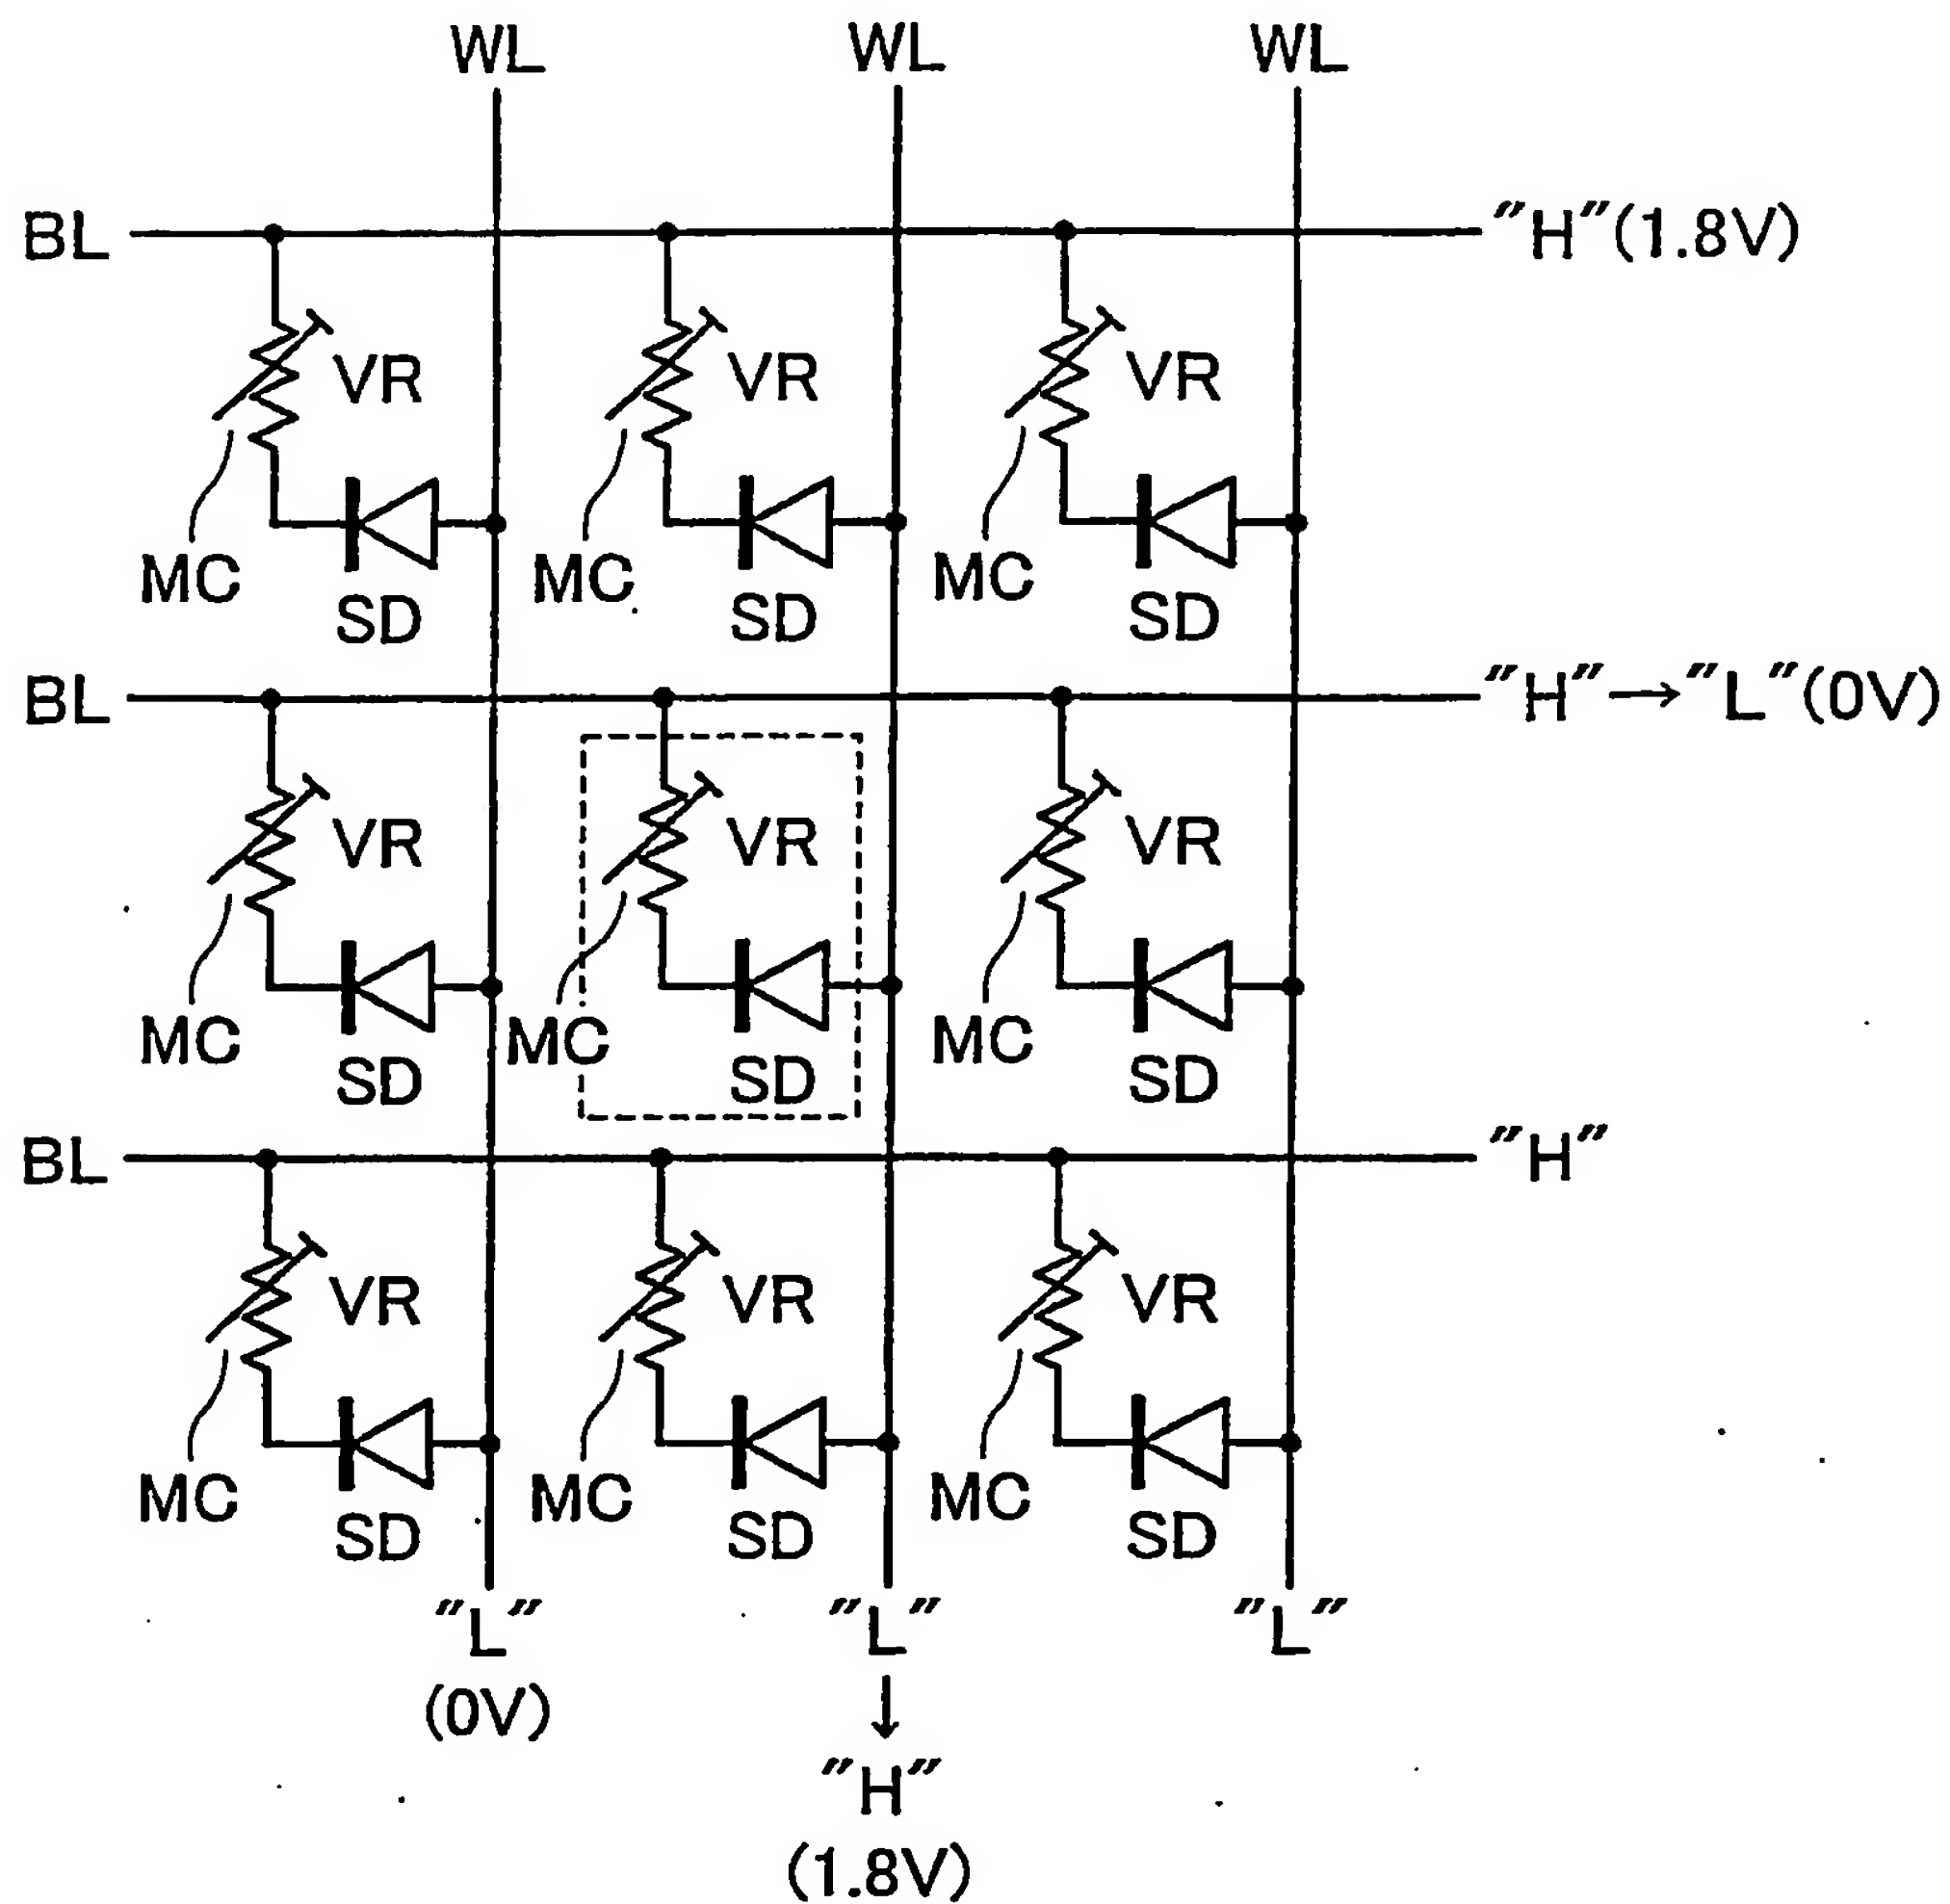 WL WL WL
BL "H"(1.8V)
VR VR VR
MC MC MC
SD SD SD
BL "H"→"L"(0V)
VR VR VR
MC MC MC
SD SD SD
BL "H"
VR VR VR
MC MC MC
SD SD SD
"L" "L" "L"
(0V) ↓
"H"
(1.8V)